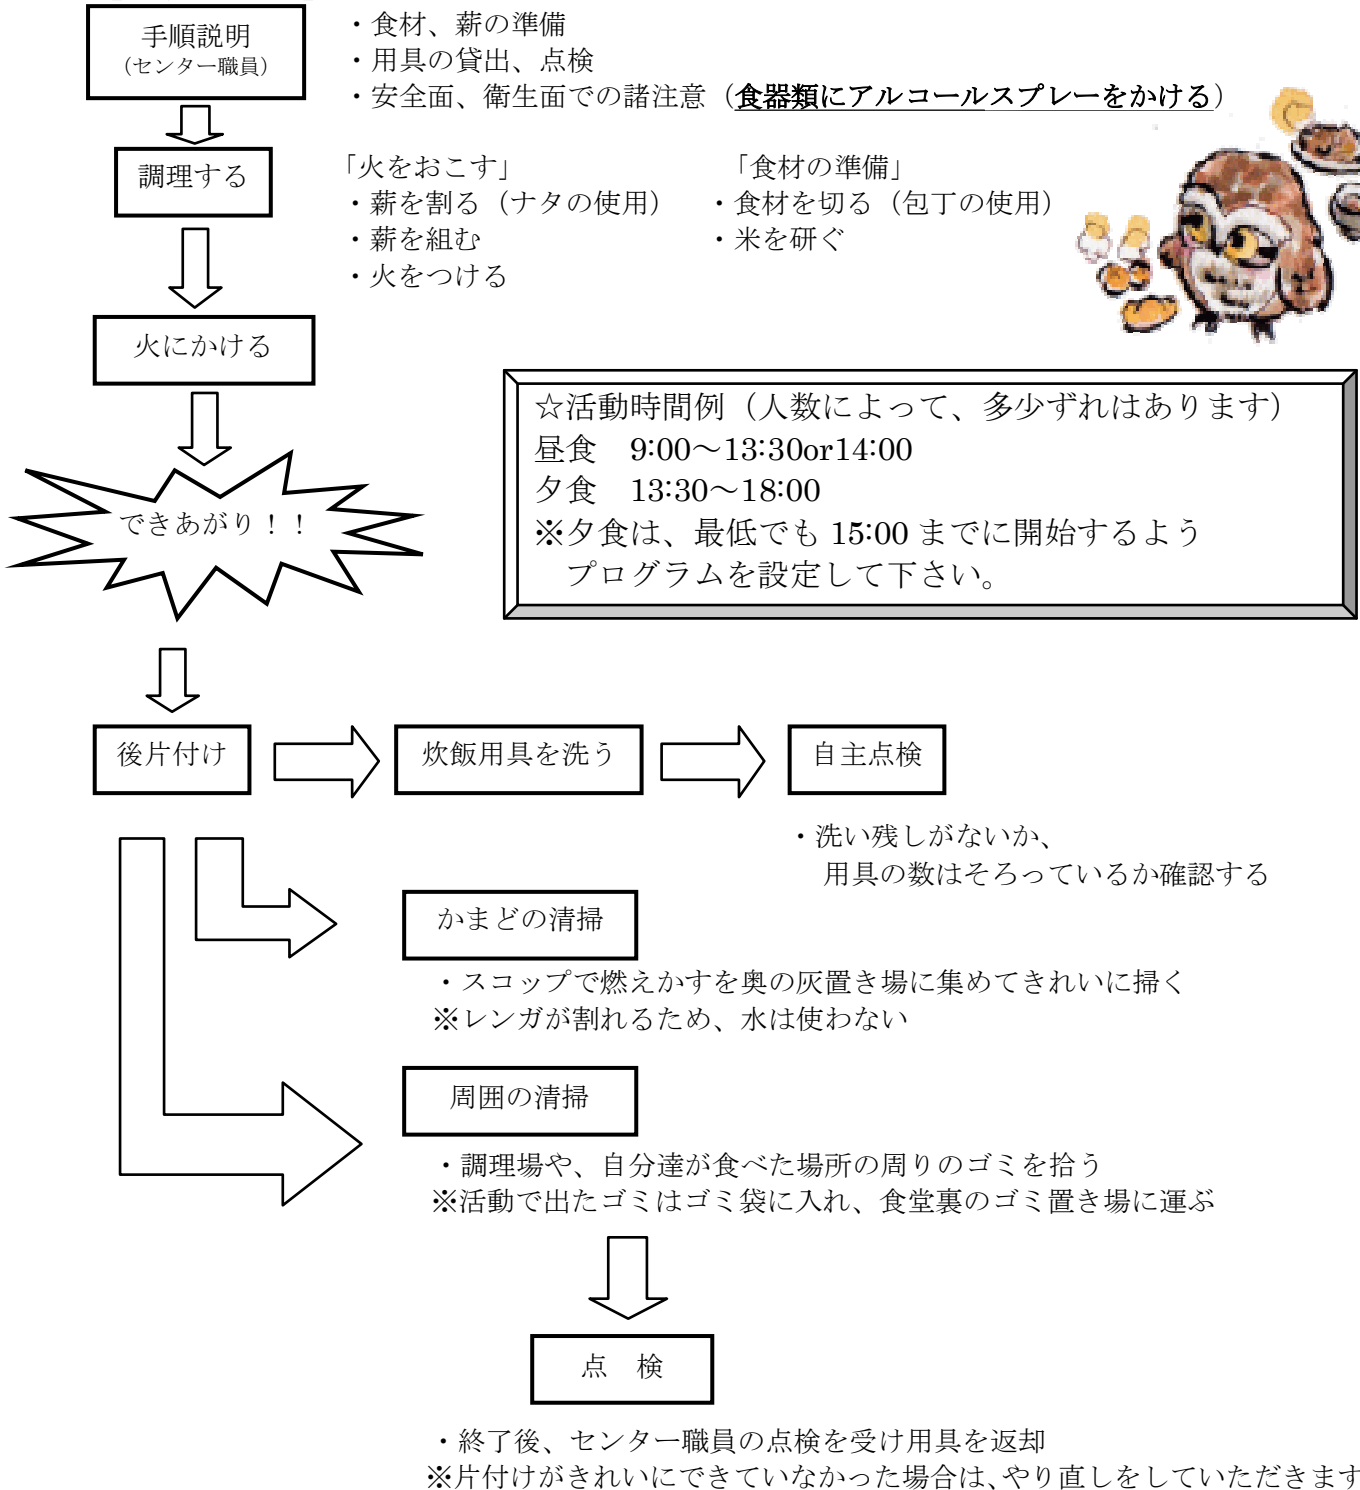 手順説明
（センター職員）
・食材、薪の準備
・用具の貸出、点検
・安全面、衛生面での諸注意（食器類にアルコールスプレーをかける）
調理する
「火をおこす」
・薪を割る（ナタの使用）
・薪を組む
・火をつける
「食材の準備」
・食材を切る（包丁の使用）
・米を研ぐ
火にかける
☆活動時間例（人数によって、多少ずれはあります）
昼食　9:00～13:30or14:00
夕食　13:30～18:00
※夕食は、最低でも 15:00 までに開始するよう
プログラムを設定して下さい。
できあがり！！
後片付け
炊飯用具を洗う
自主点検
・洗い残しがないか、
用具の数はそろっているか確認する
かまどの清掃
・スコップで燃えかすを奥の灰置き場に集めてきれいに掃く
※レンガが割れるため、水は使わない
周囲の清掃
・調理場や、自分達が食べた場所の周りのゴミを拾う
※活動で出たゴミはゴミ袋に入れ、食堂裏のゴミ置き場に運ぶ
点　検
・終了後、センター職員の点検を受け用具を返却
※片付けがきれいにできていなかった場合は、やり直しをしていただきます